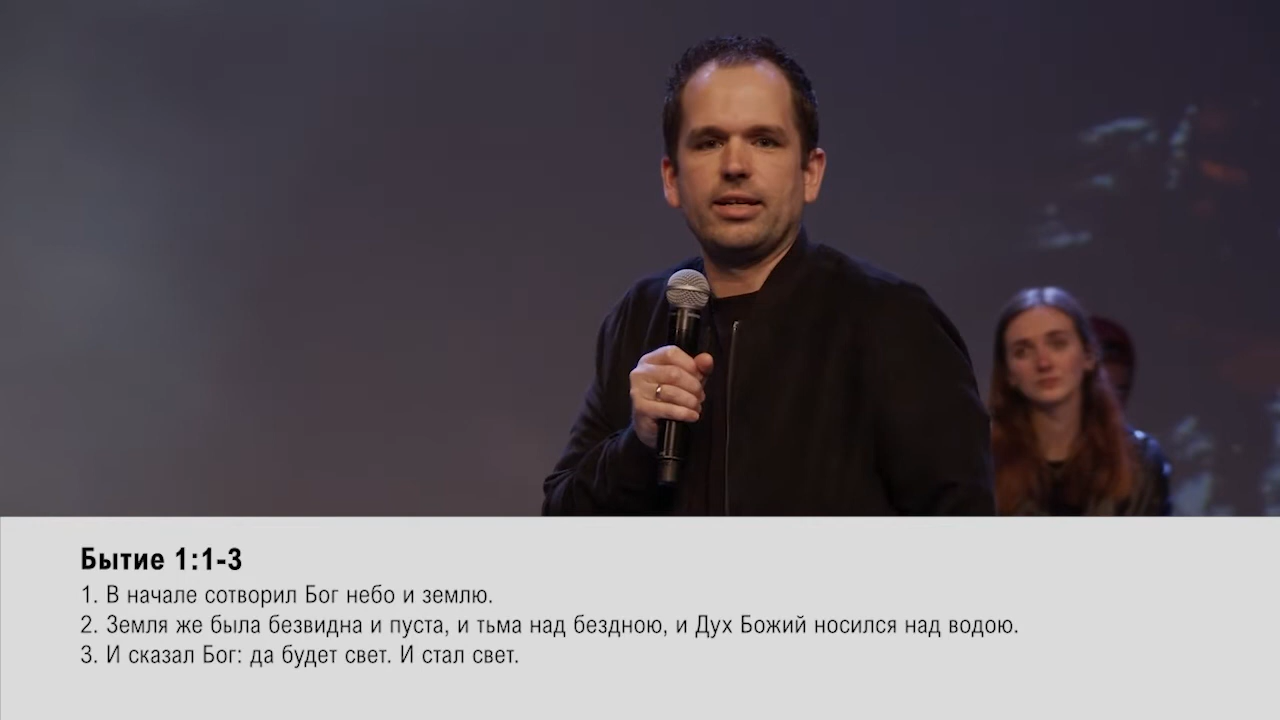 Бытие 1:1-3
1. В начале сотворил Бог небо и землю.
2. Земля же была безвидна и пуста, и тьма над бездною, и Дух Божий носился над водою.
3. И сказал Бог: да будет свет. И стал свет.